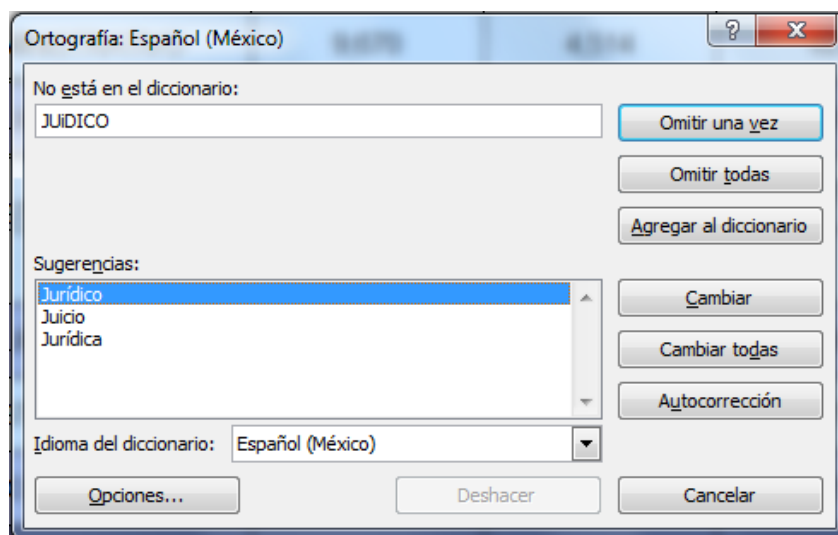 Ortografía: Español (México)
No está en el diccionario:
JUiDICO
Omitir una vez
Omitir todas
Agregar al diccionario
Sugerencias:
Jurídico
Juicio
Jurídica
Cambiar
Cambiar todas
Autocorrección
Idioma del diccionario: Español (México)
Opciones... Deshacer Cancelar